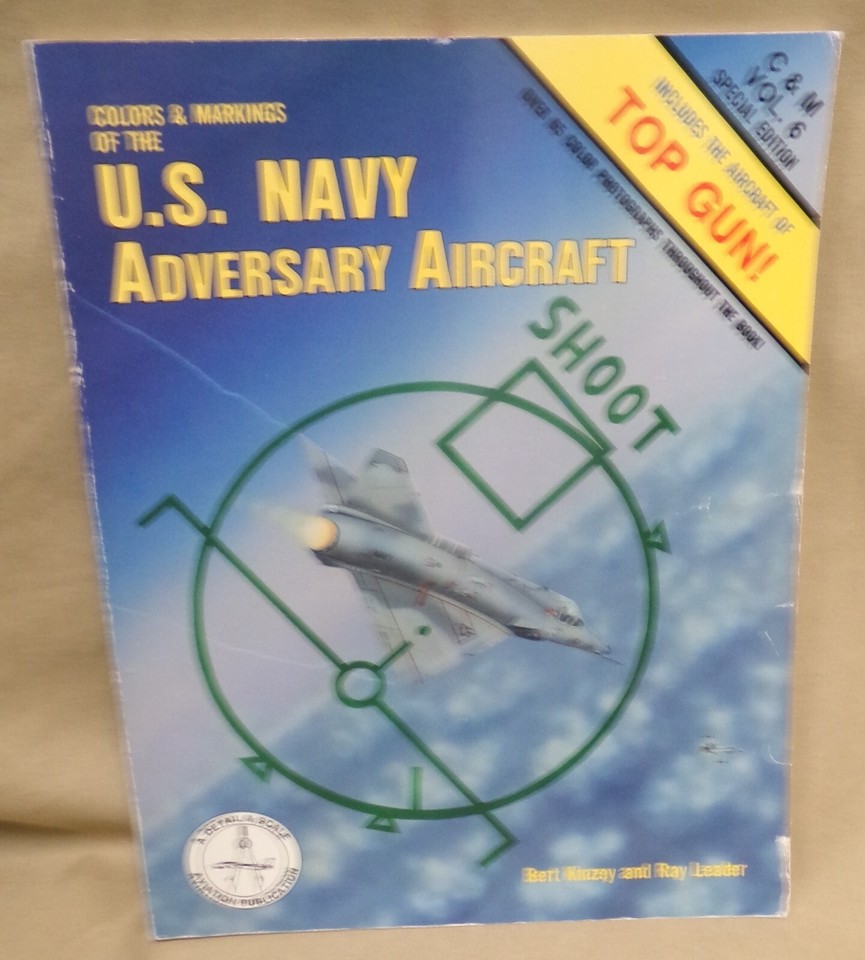 COLORS & MARKINGS
OF THE
U.S. NAVY
ADVERSARY AIRCRAFT
C & M
VOL. 6
SPECIAL EDITION
INCLUDES THE AIRCRAFT OF
TOP GUN!
OVER 85 COLOR PHOTOGRAPHS THROUGHOUT THE BOOK!
SHOOT
A DETAIL & SCALE
AVIATION PUBLICATION
Bert Kinzey and Ray Leader